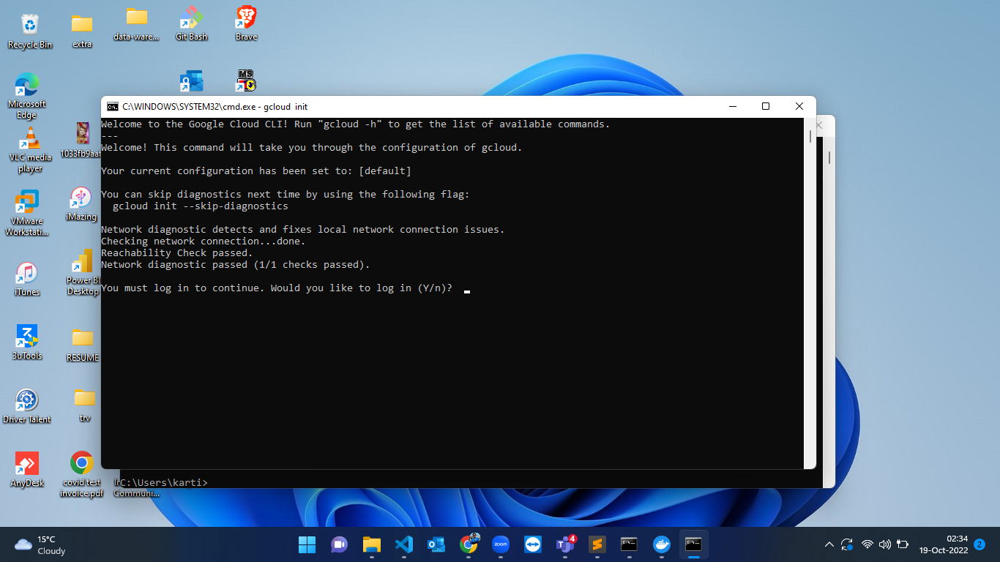 Recycle Bin
extra
data-ware...
Git Bash
Brave
Microsoft
Edge
MS
VLC media
player
1033fb9aaf
VMware
Workstati...
iMazing
iTunes
Power BI
Desktop
3uTools
RESUME
Driver Talent
trv
AnyDesk
covid test
invoice.pdf
Communi...
C:\WINDOWS\SYSTEM32\cmd.exe - gcloud init
Welcome to the Google Cloud CLI! Run "gcloud -h" to get the list of available commands.
---
Welcome! This command will take you through the configuration of gcloud.
Your current configuration has been set to: [default]
You can skip diagnostics next time by using the following flag:
gcloud init --skip-diagnostics
Network diagnostic detects and fixes local network connection issues.
Checking network connection...done.
Reachability Check passed.
Network diagnostic passed (1/1 checks passed).
You must log in to continue. Would you like to log in (Y/n)?
C:\Users\karti>
15°C
Cloudy
zoom
4
02:34
19-Oct-2022
2